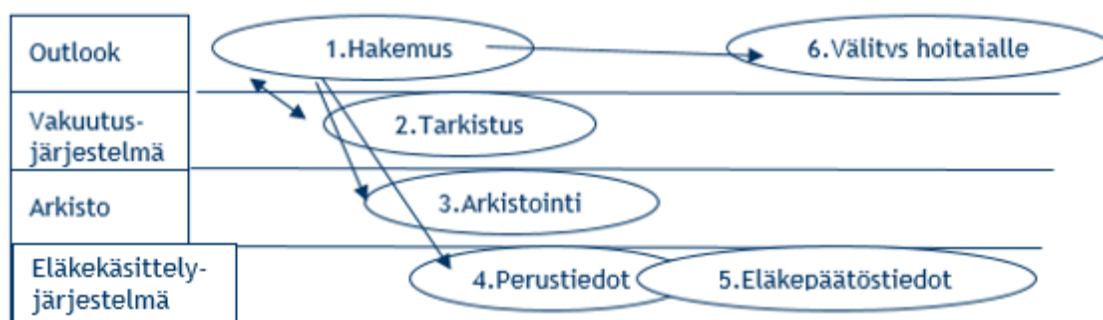 Outlook
1.Hakemus
6.Välitys hoitajalle
Vakuutus-
järjestelmä
2.Tarkistus
Arkisto
3.Arkistointi
Eläkekäsittely-
järjestelmä
4.Perustiedot
5.Eläkepäätöstiedot